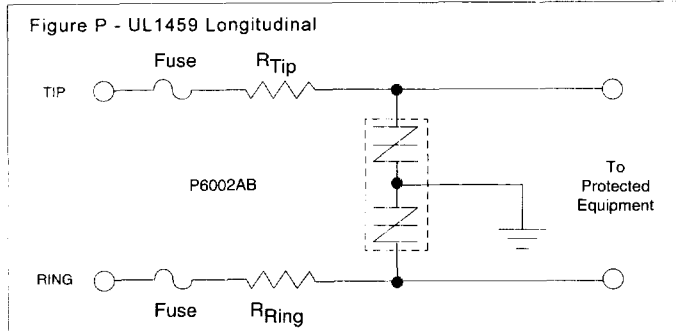 Figure P - UL1459 Longitudinal
Fuse
RTip
TIP
P6002AB
To
Protected
Equipment
RING
Fuse
RRing